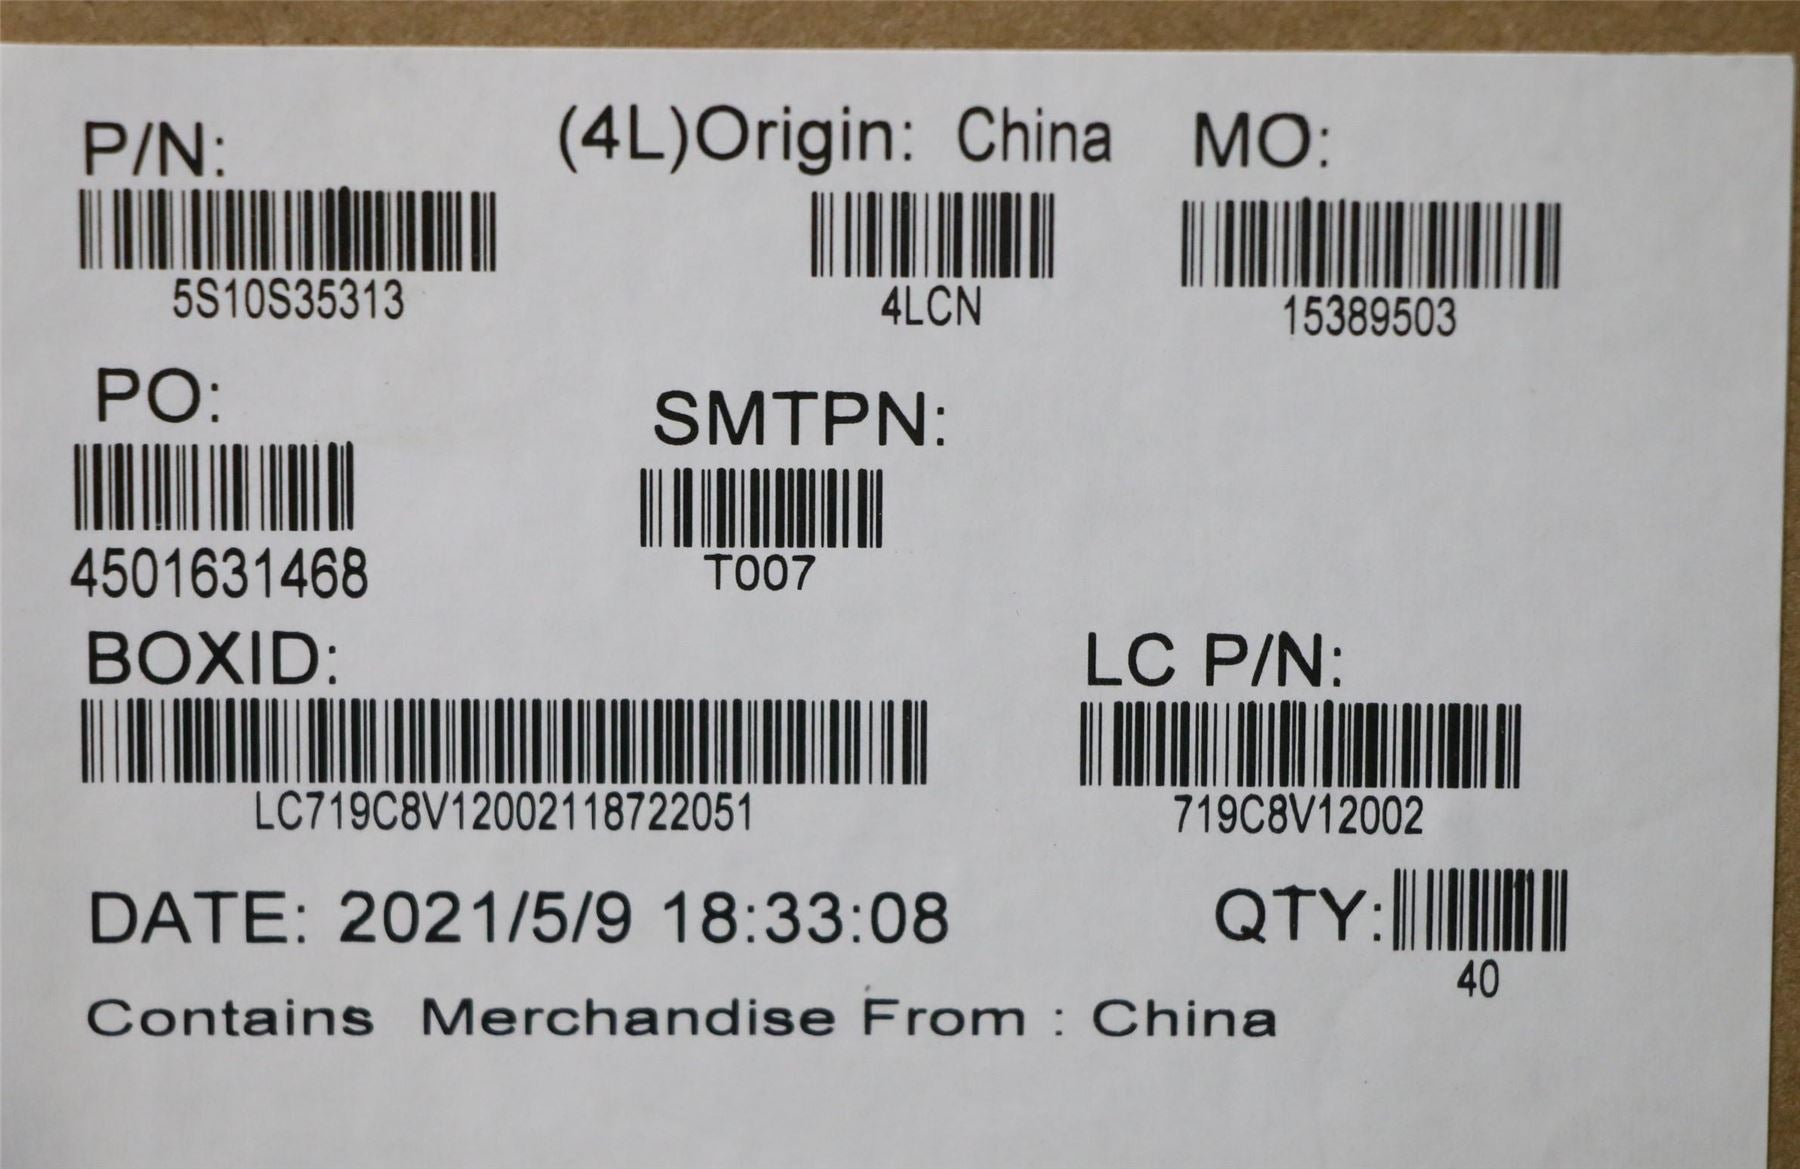 P/N: (4L)Origin: China MO:
5S10S35313 4LCN 15389503
PO: SMTPN:
4501631468 T007
BOXID: LC P/N:
LC719C8V12002118722051 719C8V12002
DATE: 2021/5/9 18:33:08 QTY:
40
Contains Merchandise From : China